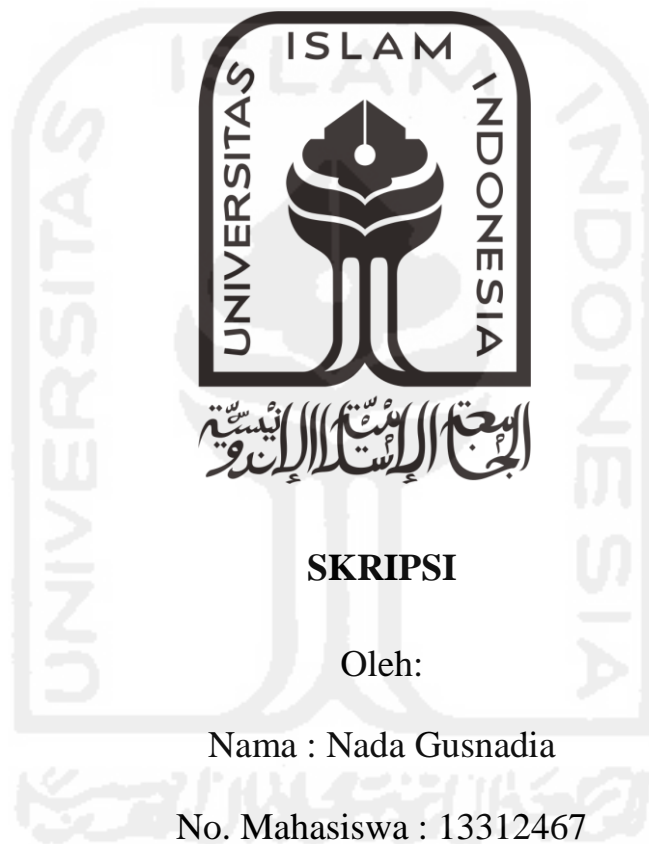 UNIVERSITAS ISLAM INDONESIA
الجامعة الإسلامية الإندونيسية
SKRIPSI
Oleh:
Nama : Nada Gusnadia
No. Mahasiswa : 13312467